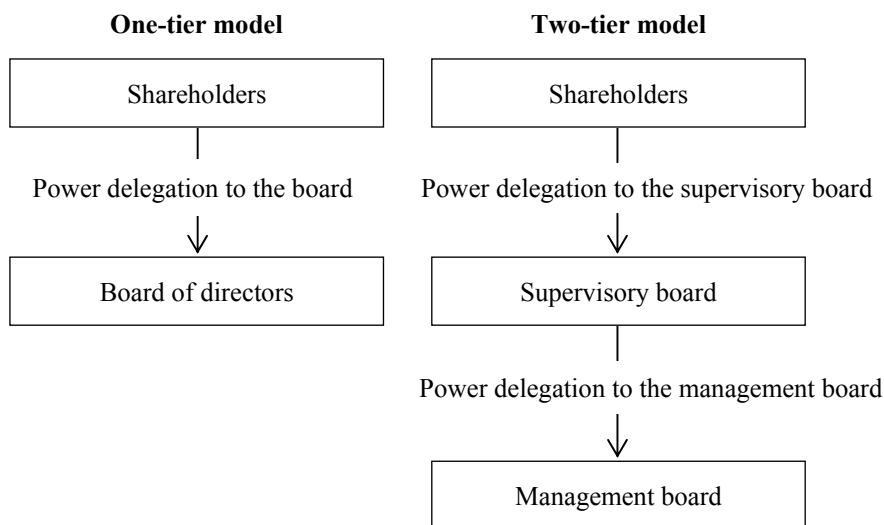 One-tier model
Shareholders
Power delegation to the board
Board of directors
Two-tier model
Shareholders
Power delegation to the supervisory board
Supervisory board
Power delegation to the management board
Management board